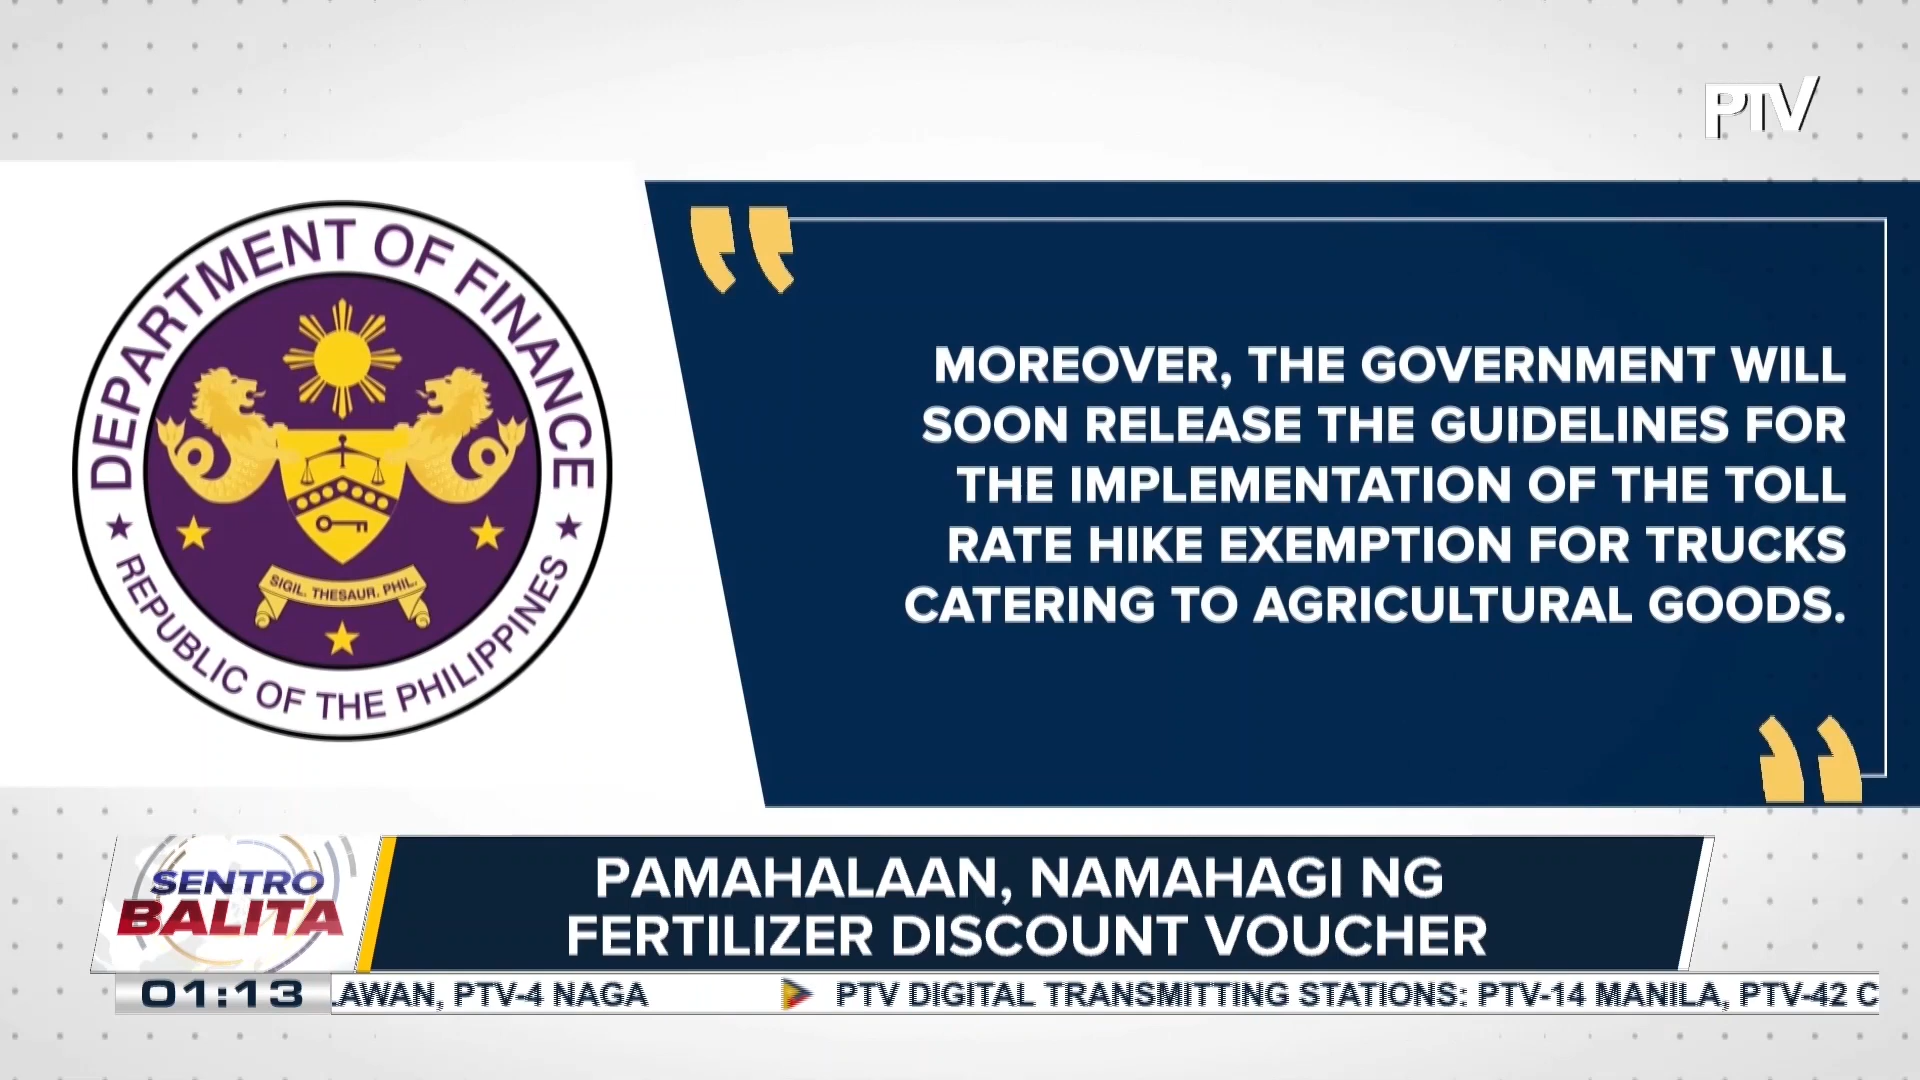 PTV
DEPARTMENT OF FINANCE
REPUBLIC OF THE PHILIPPINES
SIGIL. THESAUR. PHIL.
MOREOVER, THE GOVERNMENT WILL
SOON RELEASE THE GUIDELINES FOR
THE IMPLEMENTATION OF THE TOLL
RATE HIKE EXEMPTION FOR TRUCKS
CATERING TO AGRICULTURAL GOODS.
SENTRO
BALITA
PAMAHALAAN, NAMAHAGI NG
FERTILIZER DISCOUNT VOUCHER
01:13
LAWAN, PTV-4 NAGA PTV DIGITAL TRANSMITTING STATIONS: PTV-14 MANILA, PTV-42 C